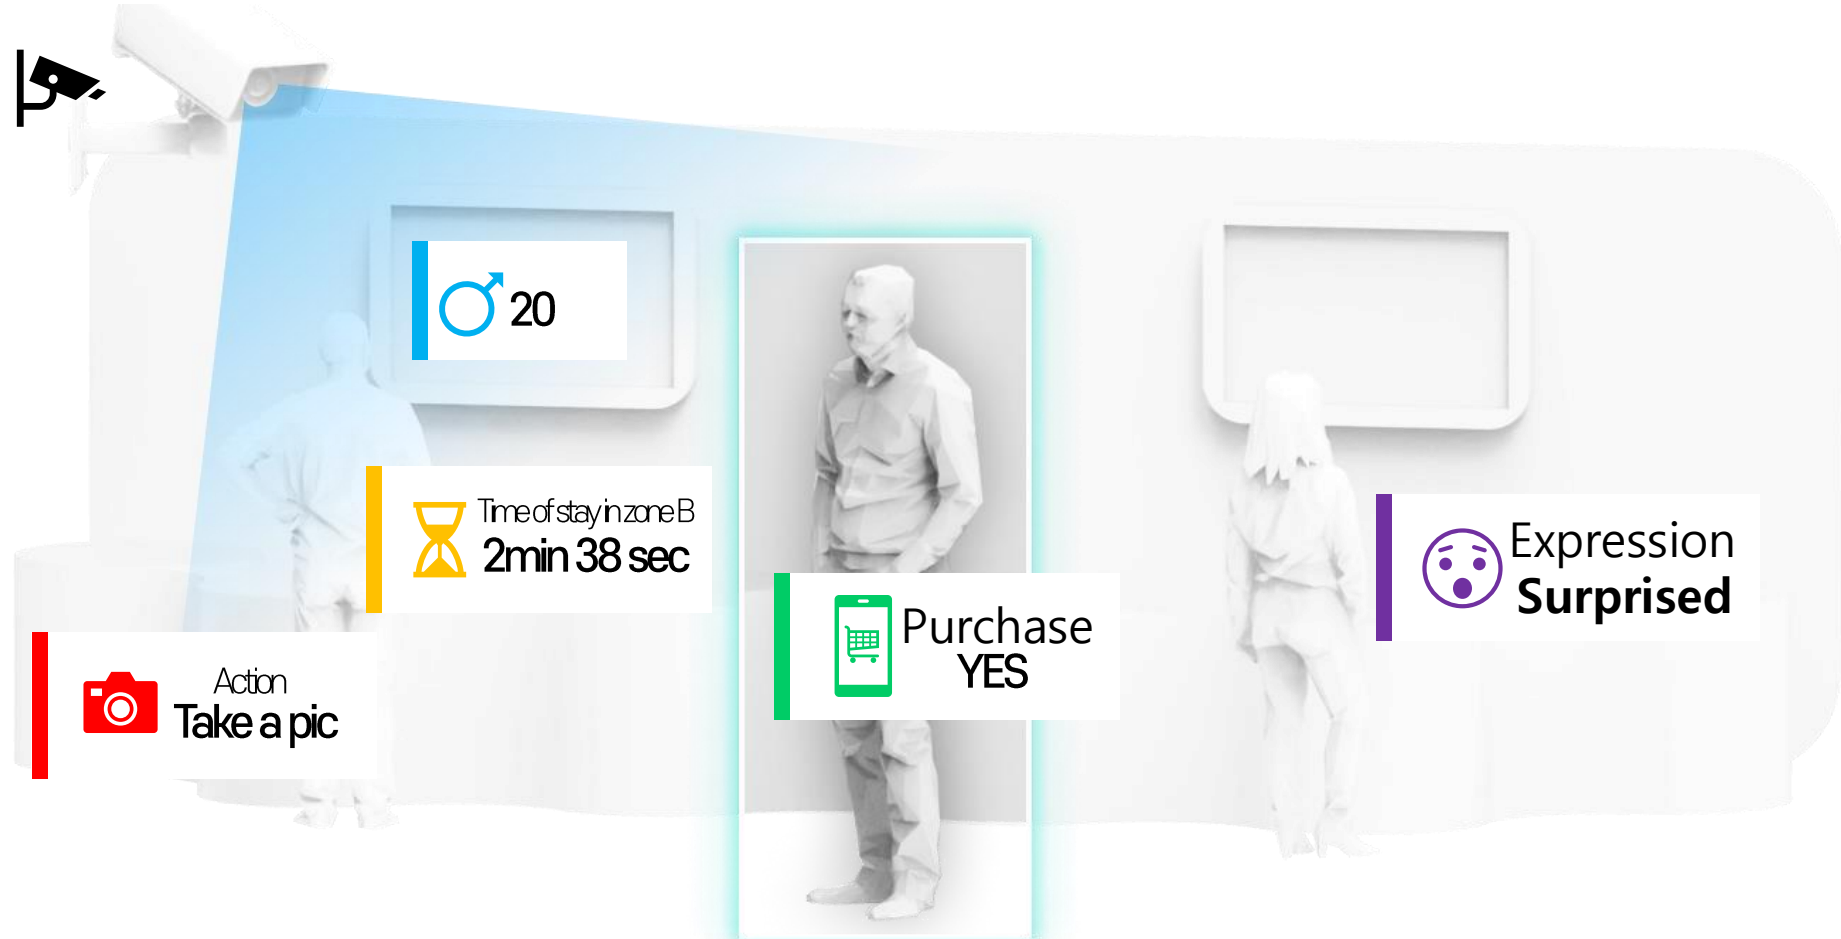 20
Time of stay in zone B
2min 38 sec
Expression
Surprised
Purchase
YES
Action
Take a pic